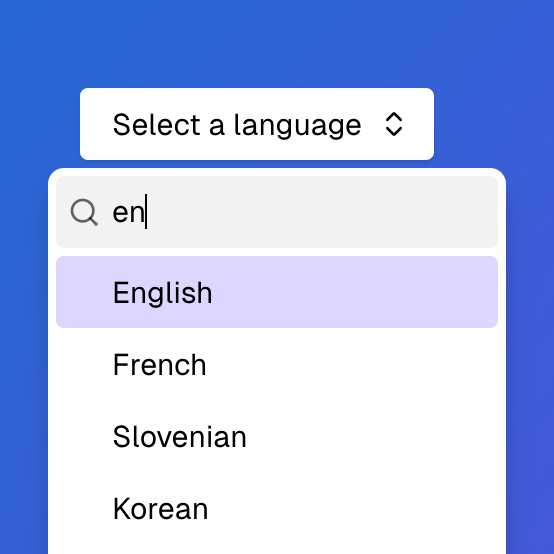 Select a language
en
English
French
Slovenian
Korean